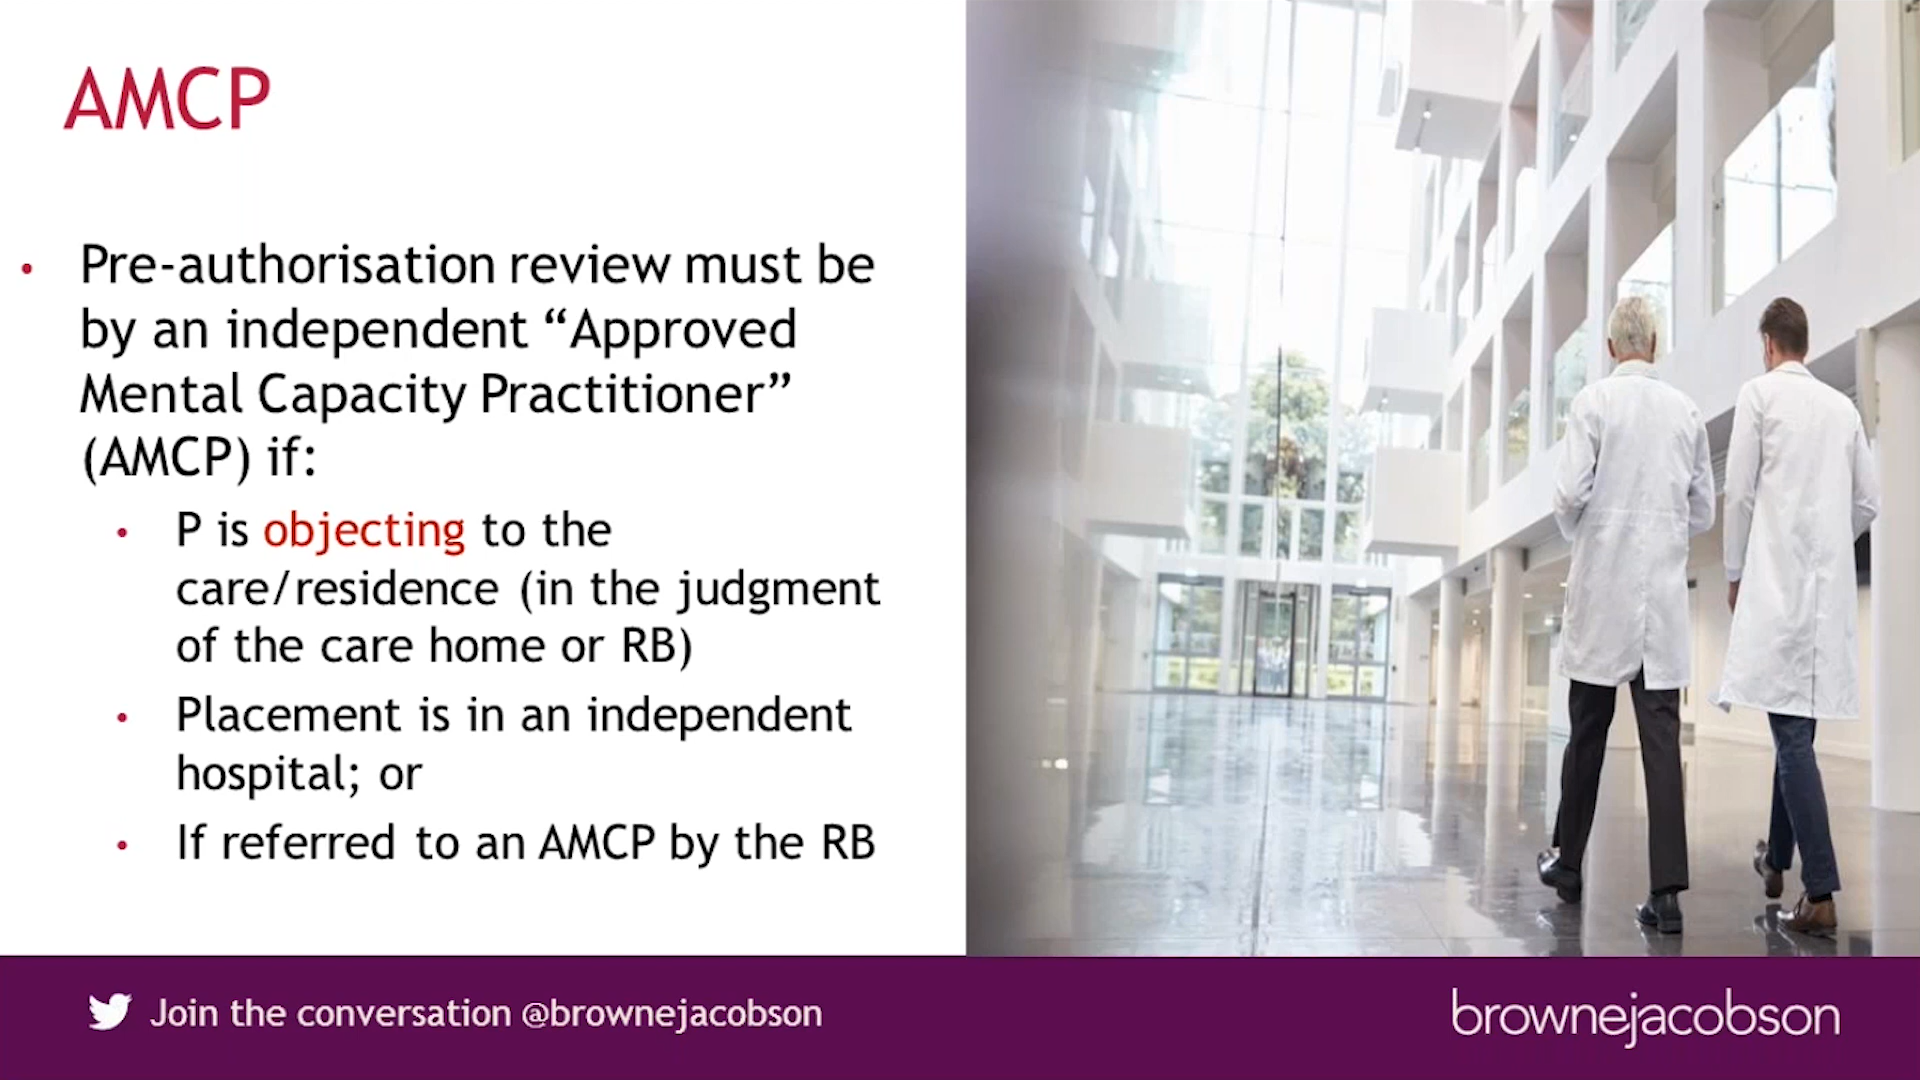 AMCP
• Pre-authorisation review must be
by an independent “Approved
Mental Capacity Practitioner”
(AMCP) if:
• P is objecting to the
care/residence (in the judgment
of the care home or RB)
• Placement is in an independent
hospital; or
• If referred to an AMCP by the RB
Join the conversation @brownejacobson
brownejacobson